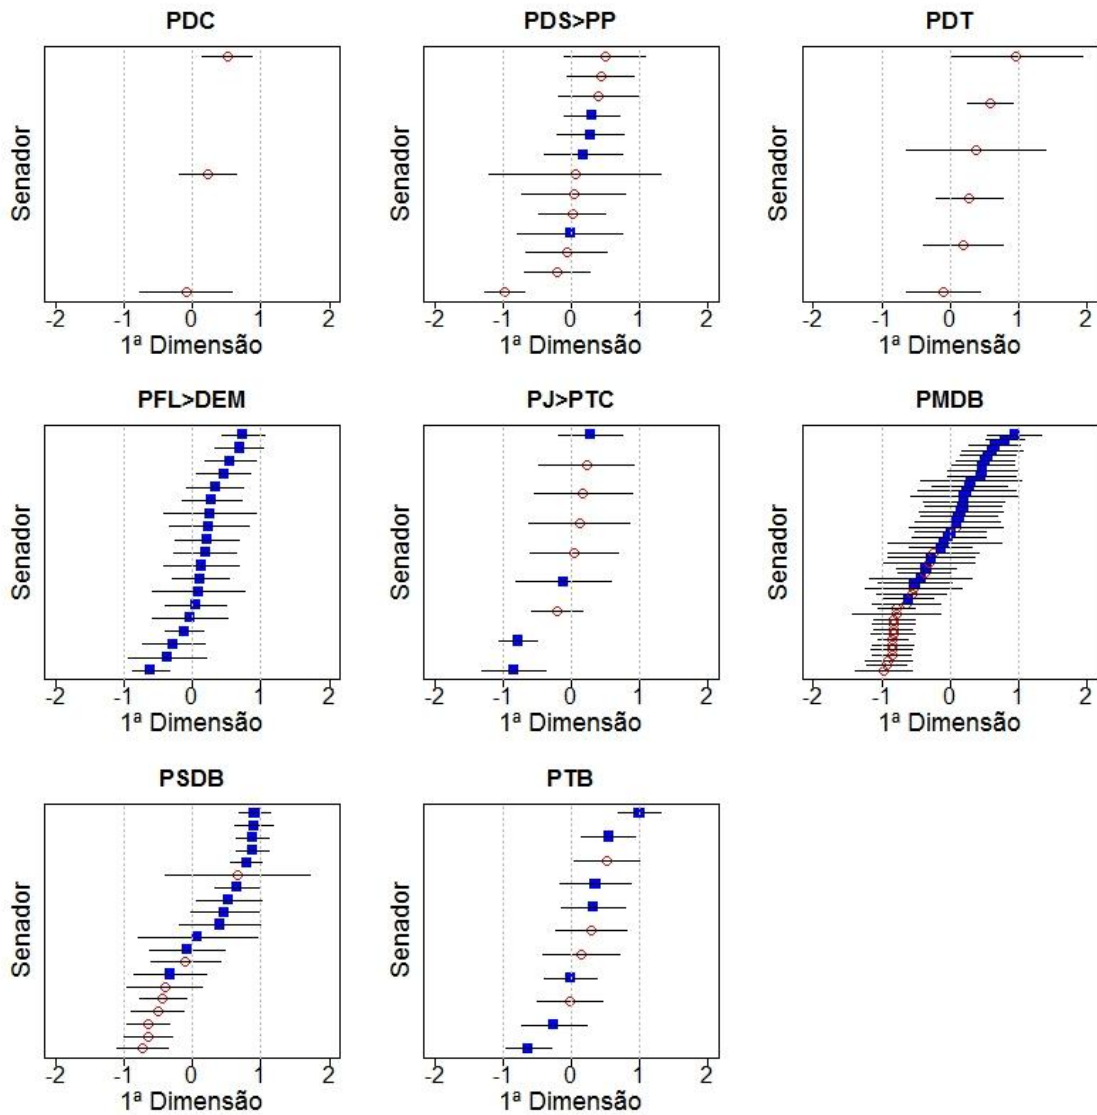 PDC
PDS>PP
PDT
Senador
Senador
Senador
-2 -1 0 1 2
-2 -1 0 1 2
-2 -1 0 1 2
1ª Dimensão
1ª Dimensão
1ª Dimensão
PFL>DEM
PJ>PTC
PMDB
Senador
Senador
Senador
-2 -1 0 1 2
-2 -1 0 1 2
-2 -1 0 1 2
1ª Dimensão
1ª Dimensão
1ª Dimensão
PSDB
PTB
Senador
Senador
-2 -1 0 1 2
-2 -1 0 1 2
1ª Dimensão
1ª Dimensão